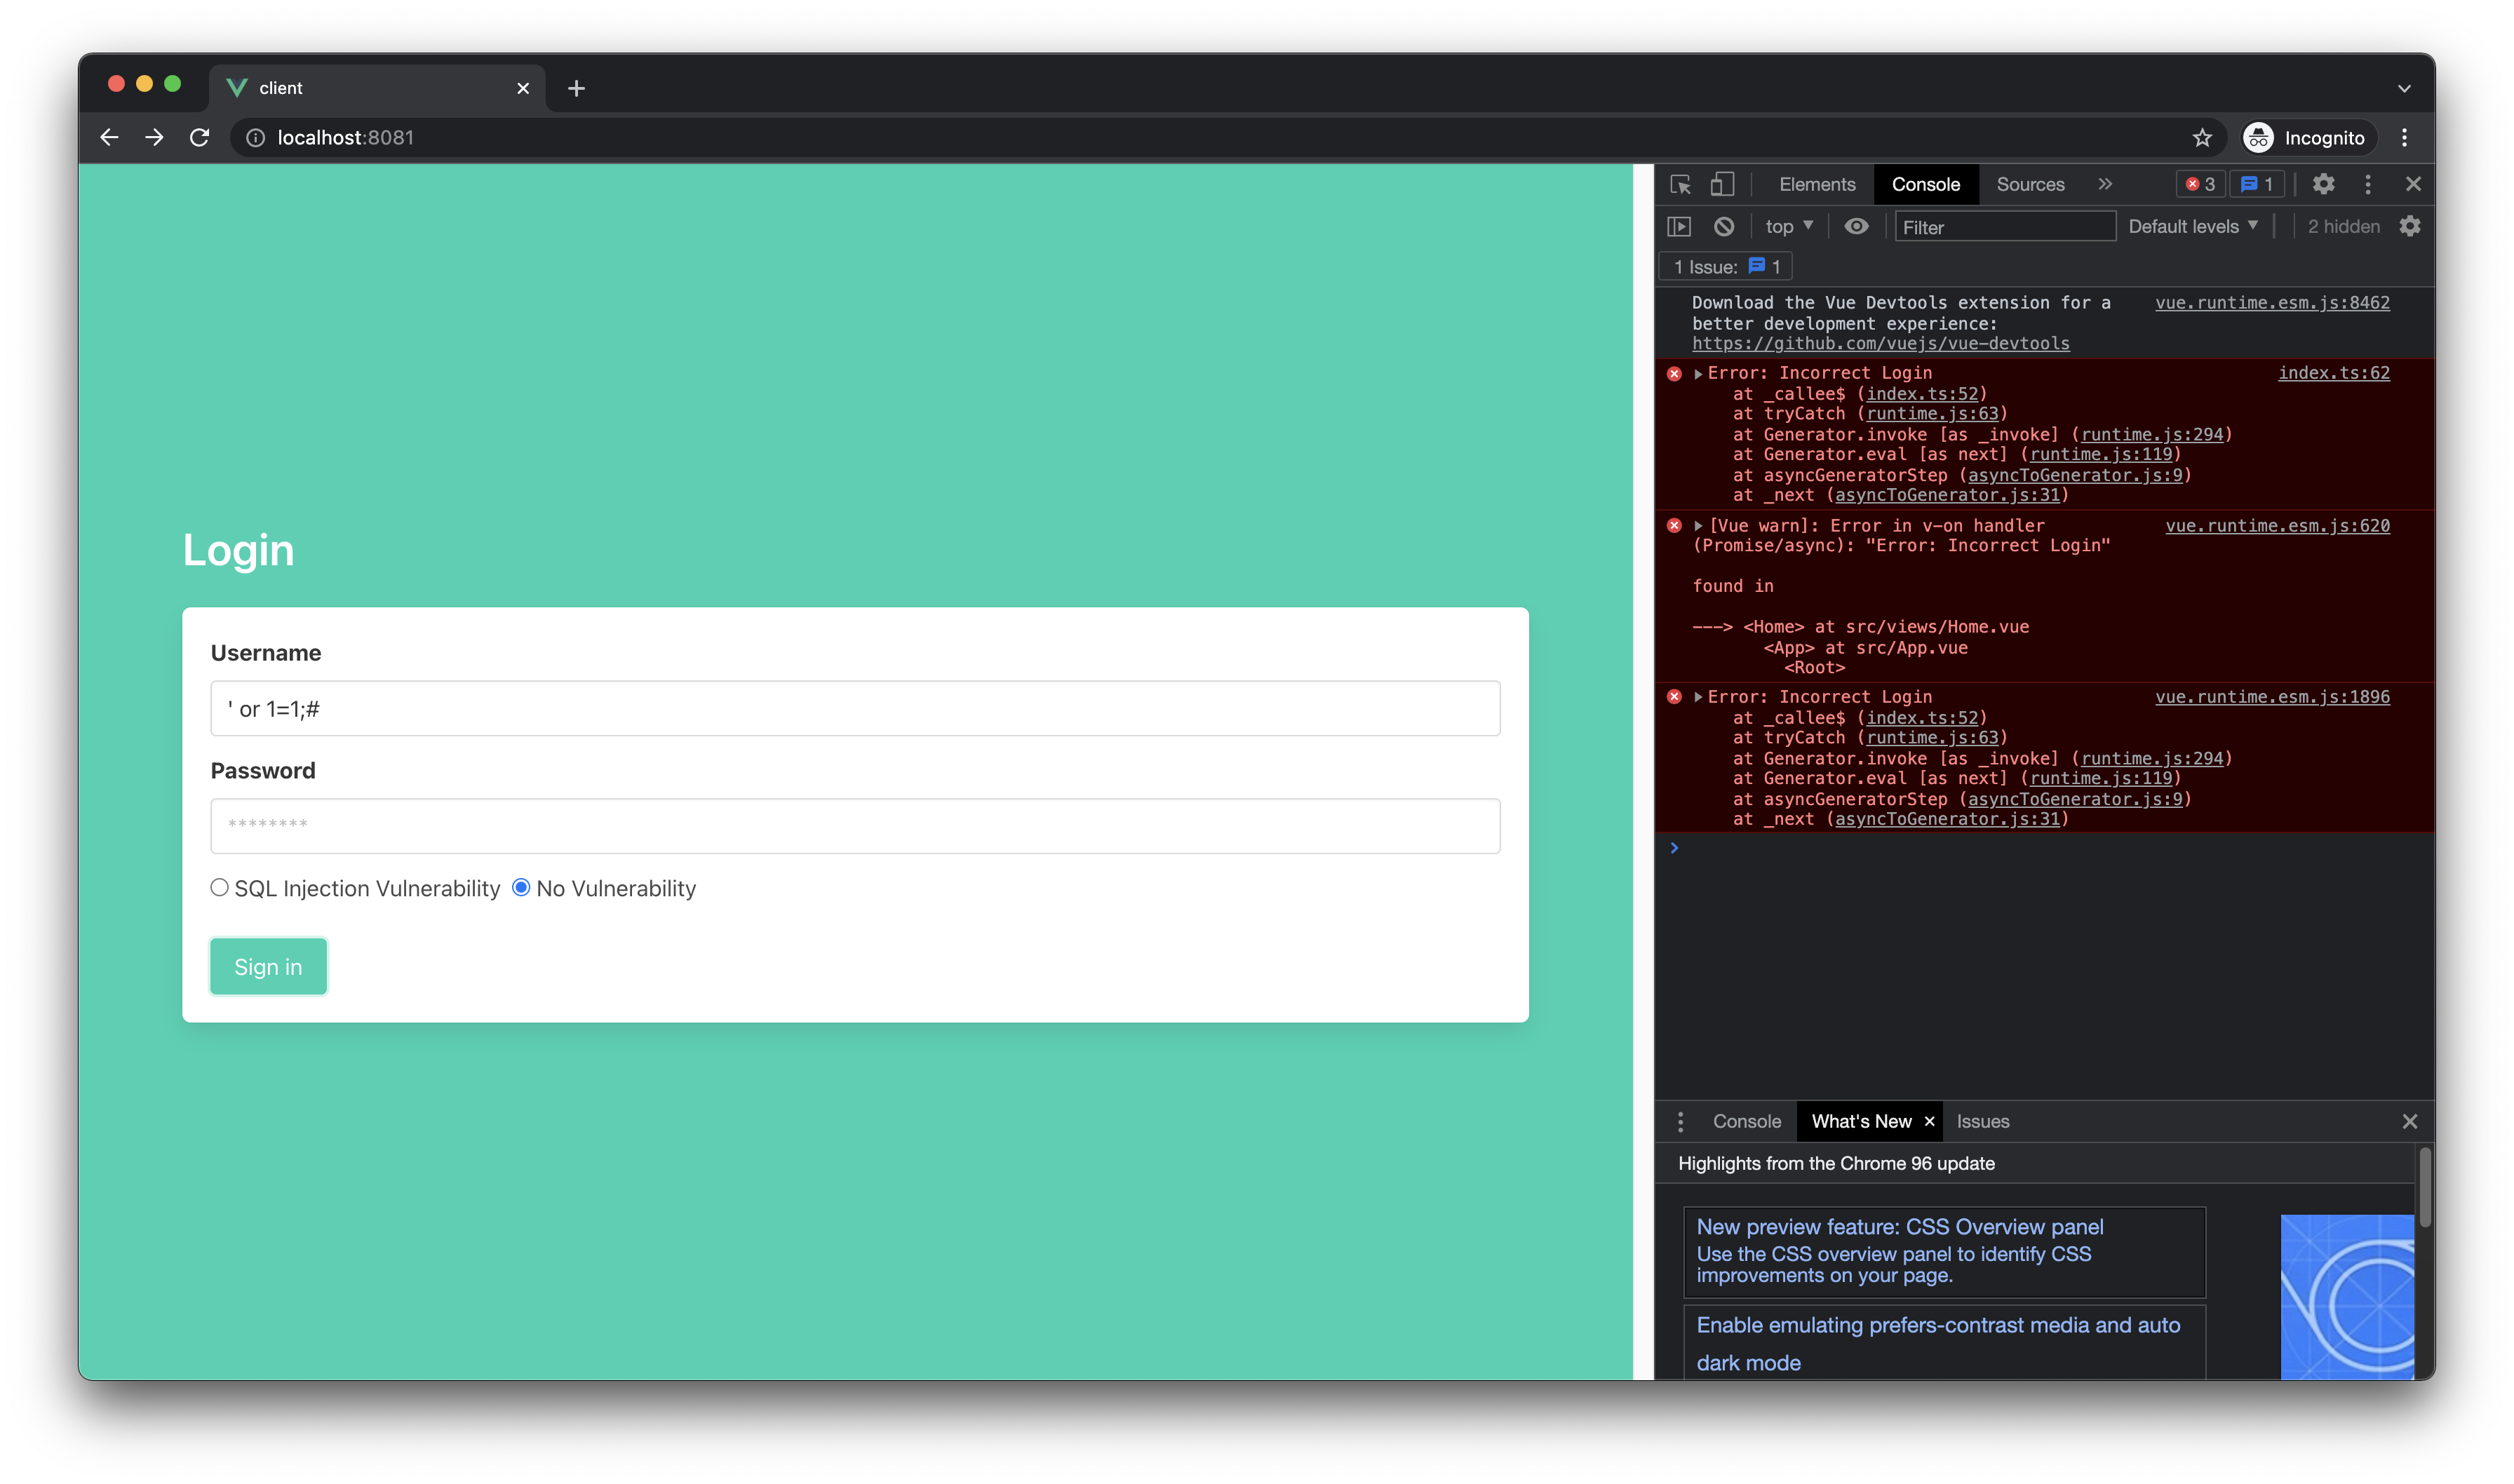 client
localhost:8081
Incognito
Login
Username
' or 1=1;#
Password
********
SQL Injection Vulnerability No Vulnerability
Sign in
Elements Console Sources 3 1
top Filter Default levels 2 hidden
1 Issue: 1
Download the Vue Devtools extension for a vue.runtime.esm.js:8462
better development experience:
https://github.com/vuejs/vue-devtools
Error: Incorrect Login index.ts:62
at _callee$ (index.ts:52)
at tryCatch (runtime.js:63)
at Generator.invoke [as _invoke] (runtime.js:294)
at Generator.eval [as next] (runtime.js:119)
at asyncGeneratorStep (asyncToGenerator.js:9)
at _next (asyncToGenerator.js:31)
[Vue warn]: Error in v-on handler vue.runtime.esm.js:620
(Promise/async): "Error: Incorrect Login"
found in
---> <Home> at src/views/Home.vue
<App> at src/App.vue
<Root>
Error: Incorrect Login vue.runtime.esm.js:1896
at _callee$ (index.ts:52)
at tryCatch (runtime.js:63)
at Generator.invoke [as _invoke] (runtime.js:294)
at Generator.eval [as next] (runtime.js:119)
at asyncGeneratorStep (asyncToGenerator.js:9)
at _next (asyncToGenerator.js:31)
Console What's New Issues
Highlights from the Chrome 96 update
New preview feature: CSS Overview panel
Use the CSS overview panel to identify CSS
improvements on your page.
Enable emulating prefers-contrast media and auto
dark mode